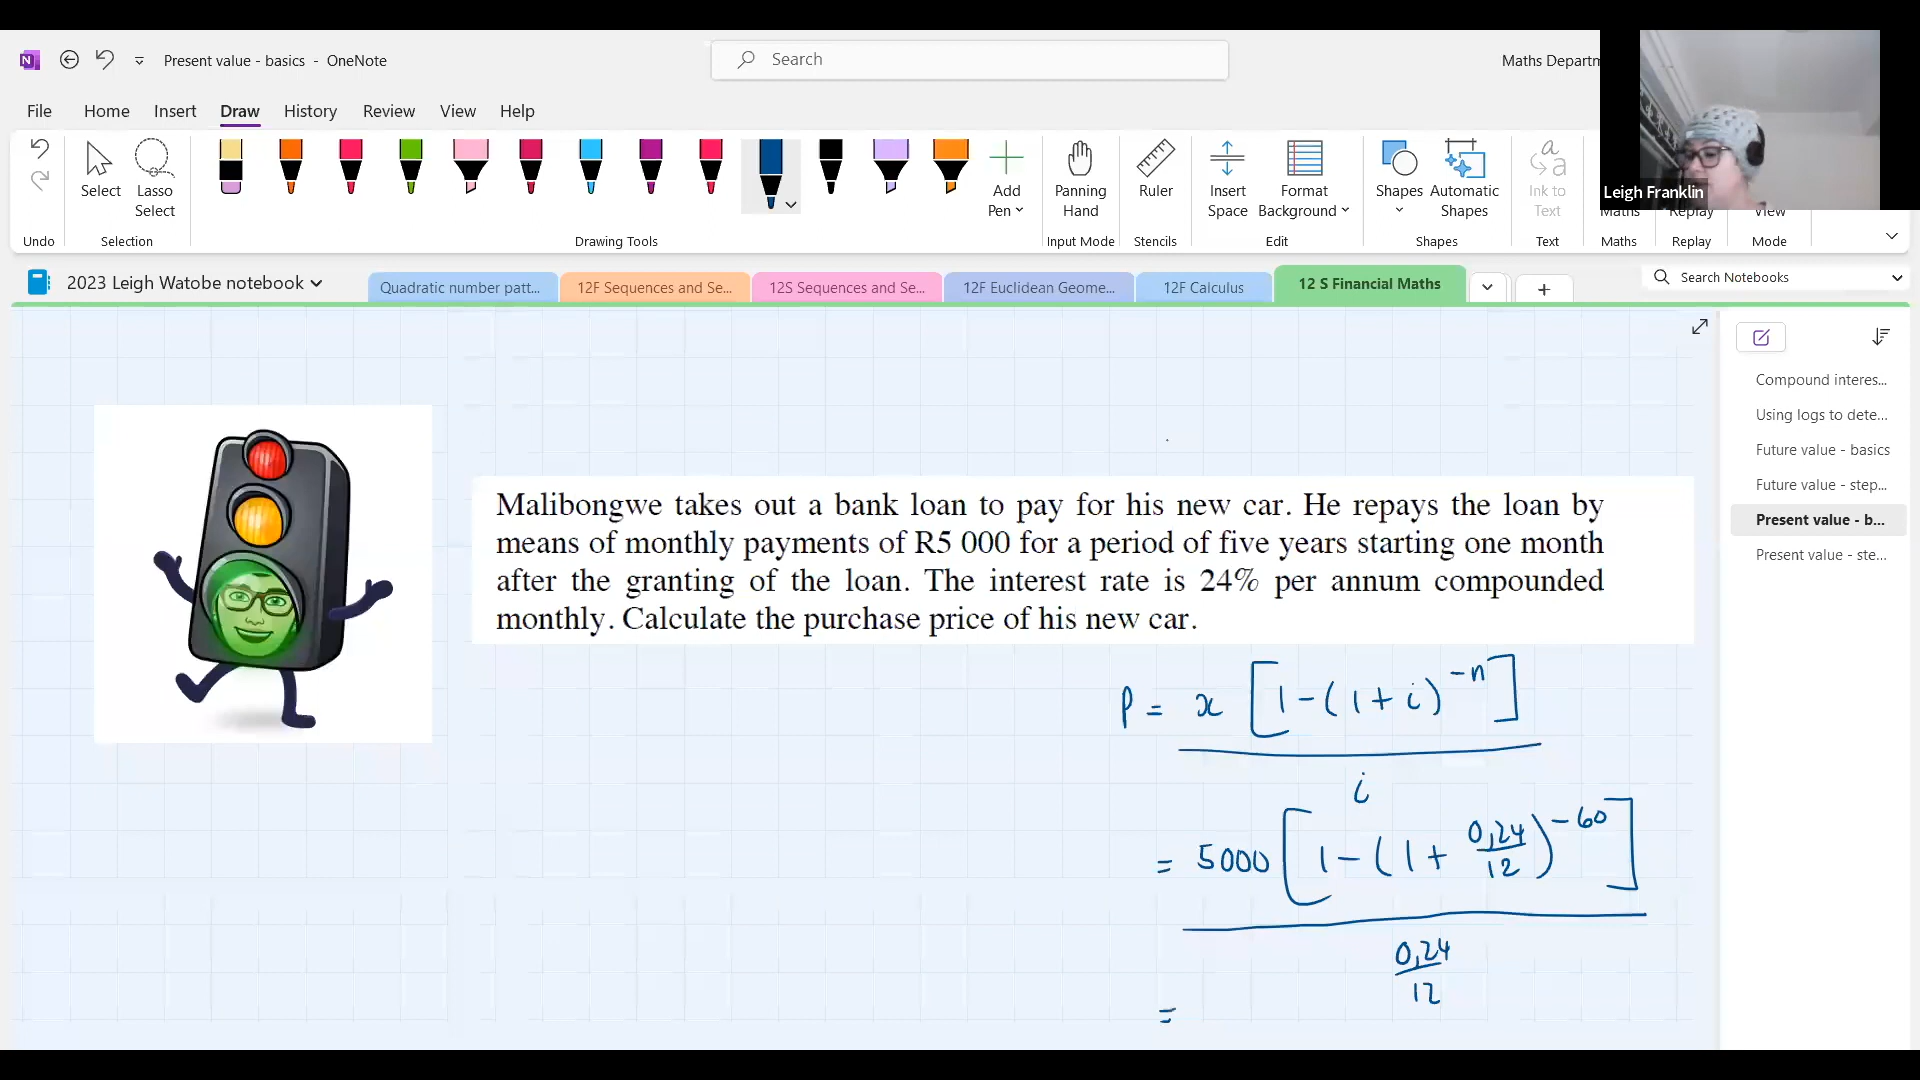 Present value - basics - OneNote
Search
Maths Departm
File Home Insert Draw History Review View Help
Leigh Franklin
Select
Lasso Select
Add Pen
Panning Hand
Ruler
Insert Space
Format Background
Shapes
Automatic Shapes
Ink to Text
Maths
Replay
View
Undo
Selection
Drawing Tools
Input Mode
Stencils
Edit
Shapes
Text
Maths
Replay
Mode
2023 Leigh Watobe notebook
Quadratic number patt...
12F Sequences and Se...
12S Sequences and Se...
12F Euclidean Geome...
12F Calculus
12 S Financial Maths
+
Search Notebooks
Compound interes...
Using logs to dete...
Future value - basics
Future value - step...
Present value - b...
Present value - ste...
Malibongwe takes out a bank loan to pay for his new car. He repays the loan by
means of monthly payments of R5 000 for a period of five years starting one month
after the granting of the loan. The interest rate is 24% per annum compounded
monthly. Calculate the purchase price of his new car.
P = x [1-(1+i)^-n]
i
= 5000 [1-(1+ 0,24/12)^-60]
0,24
12
=